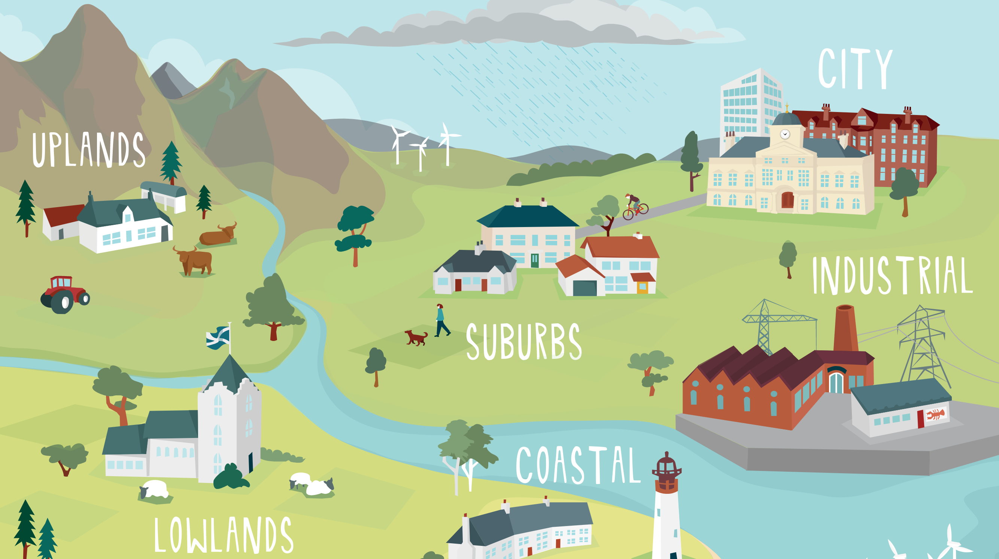 CITY
UPLANDS
INDUSTRIAL
SUBURBS
COASTAL
LOWLANDS